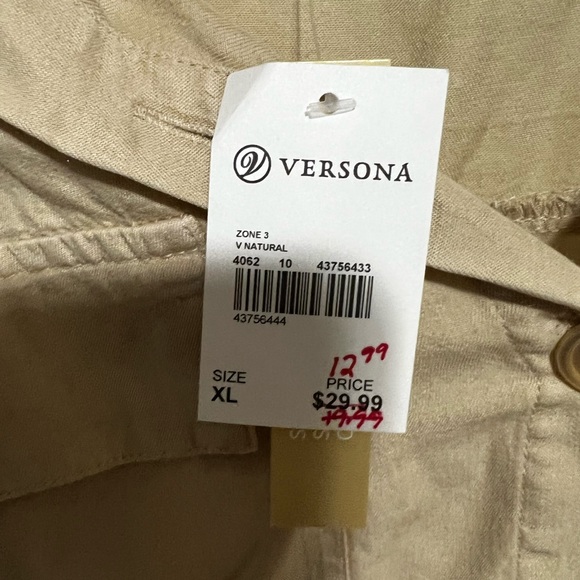 VERSONA
ZONE 3
V NATURAL
4062 10 43756433
43756444
12.99
SIZE
XL
PRICE
$29.99
19.99